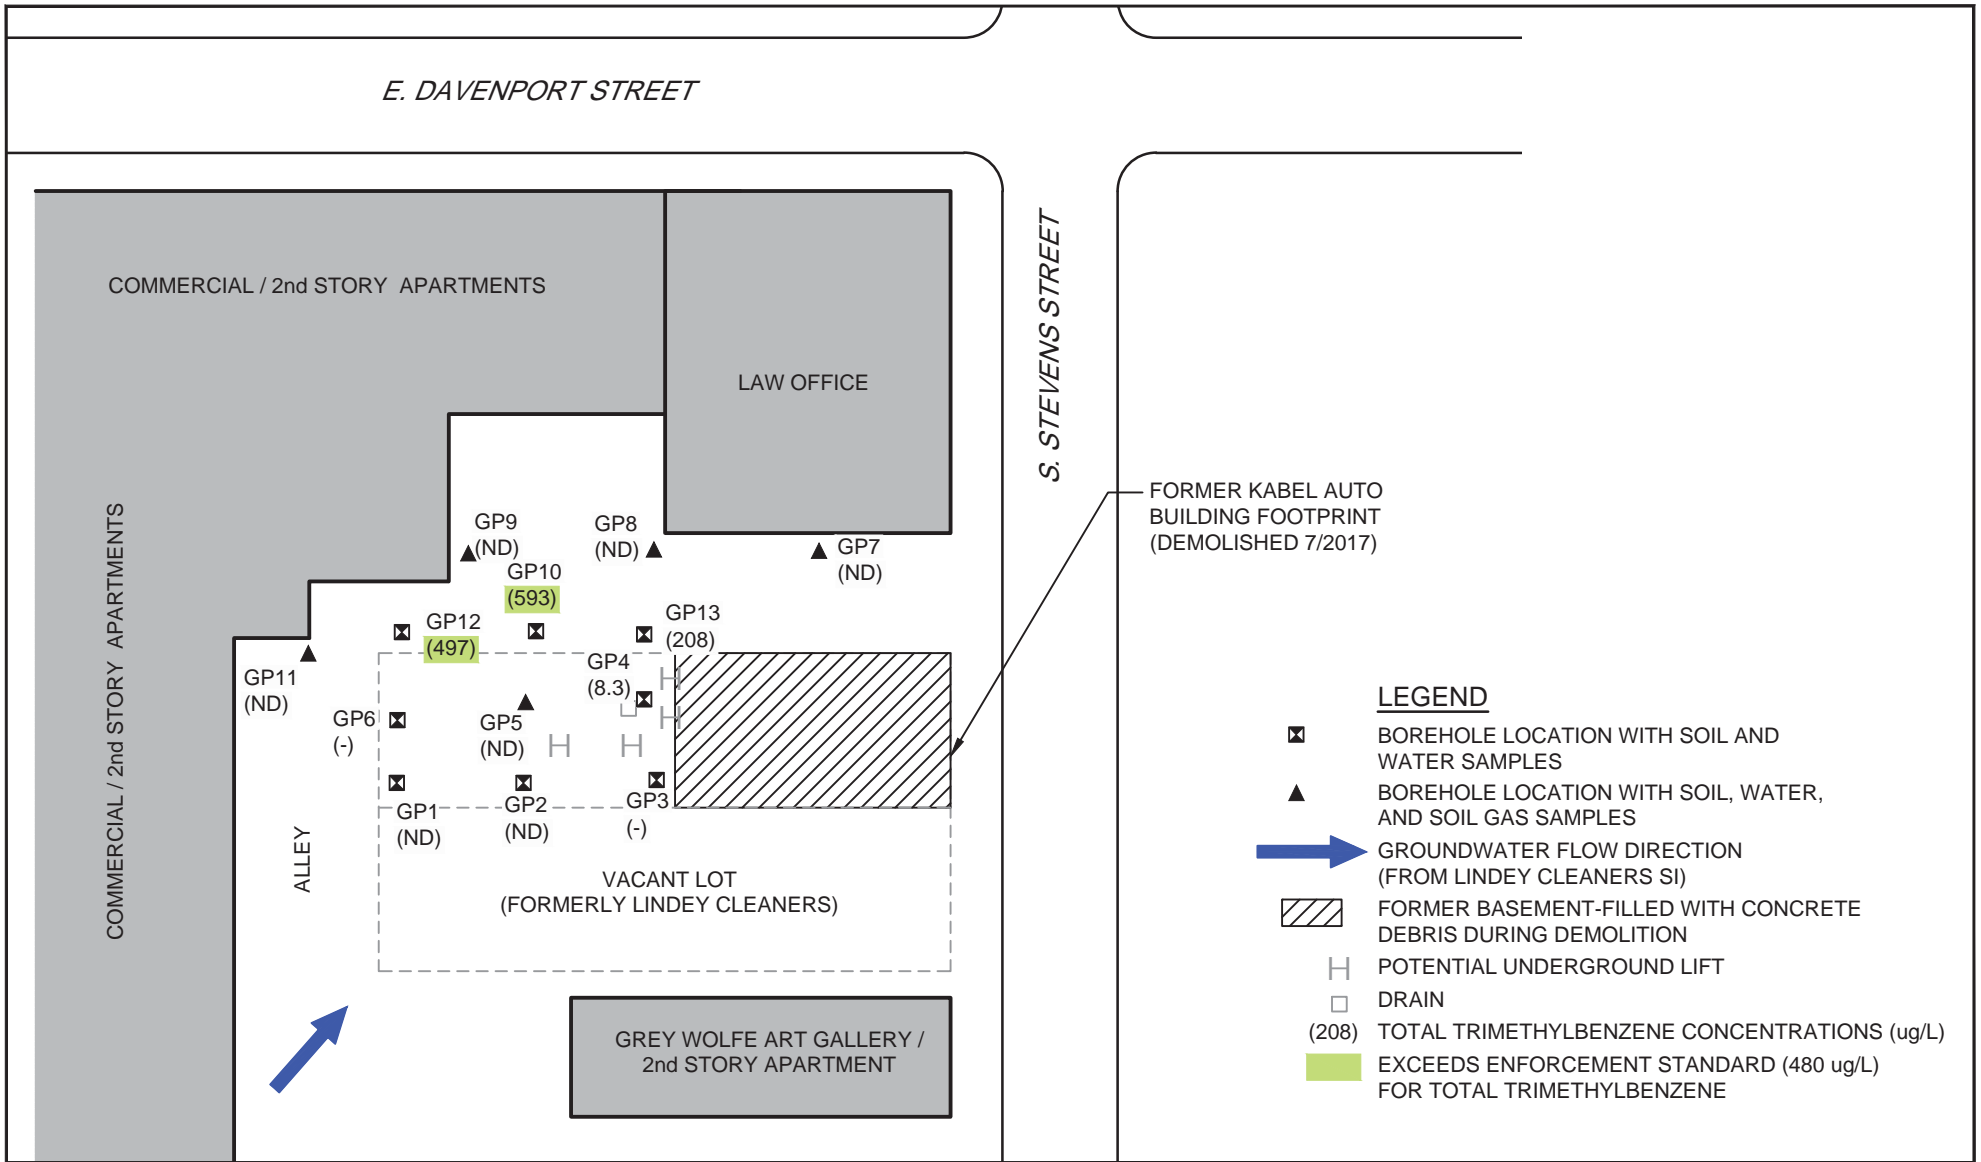 E. DAVENPORT STREET
COMMERCIAL / 2nd STORY APARTMENTS
LAW OFFICE
S. STEVENS STREET
FORMER KABEL AUTO
BUILDING FOOTPRINT
(DEMOLISHED 7/2017)
COMMERCIAL / 2nd STORY APARTMENTS
GP9
(ND)
GP8
(ND)
GP7
(ND)
GP10
(593)
GP12
(497)
GP13
(208)
GP4
(8.3)
GP11
(ND)
GP6
(-)
GP5
(ND)
GP1
(ND)
GP2
(ND)
GP3
(-)
ALLEY
VACANT LOT
(FORMERLY LINDEY CLEANERS)
GREY WOLFE ART GALLERY /
2nd STORY APARTMENT
LEGEND
BOREHOLE LOCATION WITH SOIL AND
WATER SAMPLES
BOREHOLE LOCATION WITH SOIL, WATER,
AND SOIL GAS SAMPLES
GROUNDWATER FLOW DIRECTION
(FROM LINDEY CLEANERS SI)
FORMER BASEMENT-FILLED WITH CONCRETE
DEBRIS DURING DEMOLITION
POTENTIAL UNDERGROUND LIFT
DRAIN
(208) TOTAL TRIMETHYLBENZENE CONCENTRATIONS (ug/L)
EXCEEDS ENFORCEMENT STANDARD (480 ug/L)
FOR TOTAL TRIMETHYLBENZENE